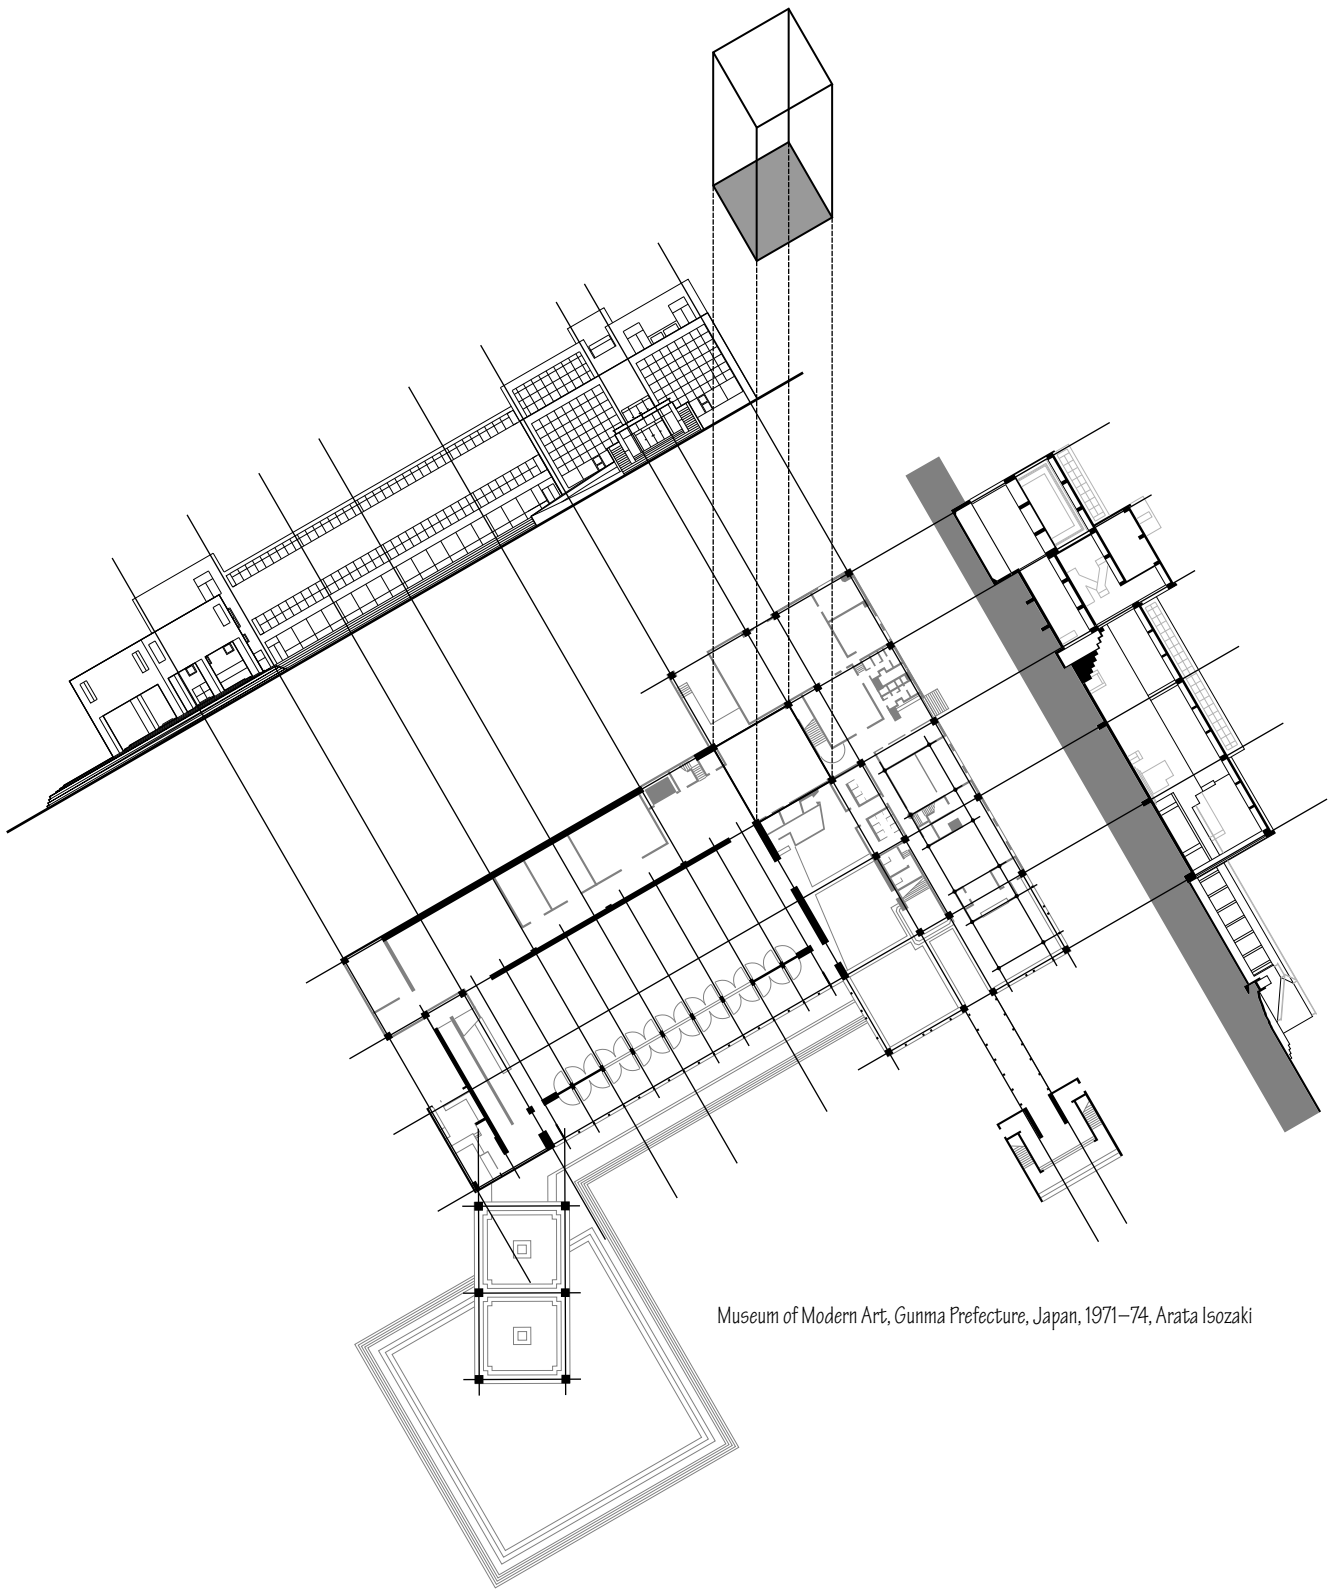 Museum of Modern Art, Gunma Prefecture, Japan, 1971–74, Arata Isozaki